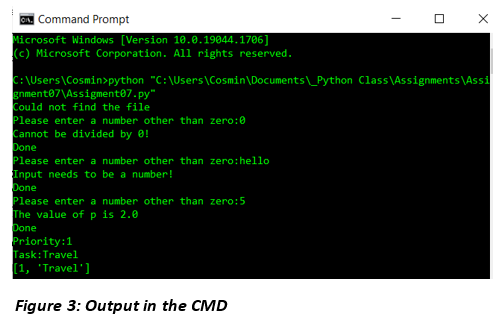 Command Prompt
Microsoft Windows [Version 10.0.19044.1706]
(c) Microsoft Corporation. All rights reserved.
C:\Users\Cosmin>python "C:\Users\Cosmin\Documents\_Python Class\Assignments\Assi
gnment07\Assigment07.py"
Could not find the file
Please enter a number other than zero:0
Cannot be divided by 0!
Done
Please enter a number other than zero:hello
Input needs to be a number!
Done
Please enter a number other than zero:5
The value of p is 2.0
Done
Priority:1
Task:Travel
[1, 'Travel']
Figure 3: Output in the CMD